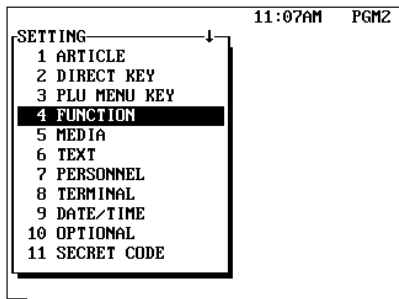 11:07AM PGM2
SETTING ↓
1 ARTICLE
2 DIRECT KEY
3 PLU MENU KEY
4 FUNCTION
5 MEDIA
6 TEXT
7 PERSONNEL
8 TERMINAL
9 DATE/TIME
10 OPTIONAL
11 SECRET CODE